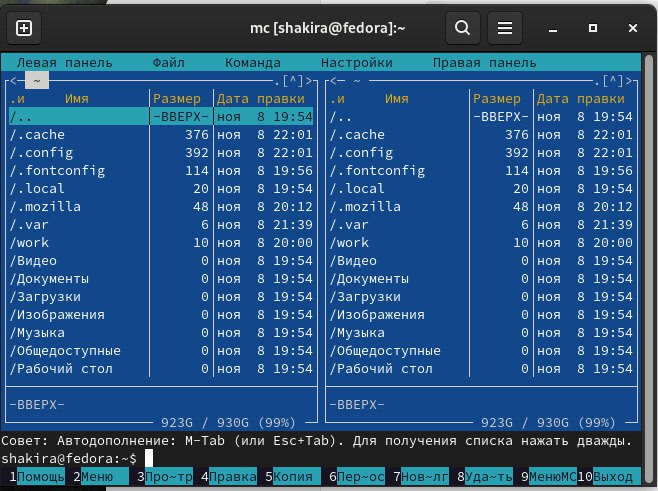 mc [shakira@fedora]:~
Левая панель Файл Команда Настройки Правая панель
<— ~ .[^]> <— ~ .[^]>
.и Имя Размер Дата правки .и Имя Размер Дата правки
/.. -ВВЕРХ- ноя 8 19:54 /.. -ВВЕРХ- ноя 8 19:54
/.cache 376 ноя 8 22:01 /.cache 376 ноя 8 22:01
/.config 392 ноя 8 22:01 /.config 392 ноя 8 22:01
/.fontconfig 114 ноя 8 19:56 /.fontconfig 114 ноя 8 19:56
/.local 20 ноя 8 19:54 /.local 20 ноя 8 19:54
/.mozilla 48 ноя 8 20:12 /.mozilla 48 ноя 8 20:12
/.var 6 ноя 8 21:39 /.var 6 ноя 8 21:39
/work 10 ноя 8 20:00 /work 10 ноя 8 20:00
/Видео 0 ноя 8 19:54 /Видео 0 ноя 8 19:54
/Документы 0 ноя 8 19:54 /Документы 0 ноя 8 19:54
/Загрузки 0 ноя 8 19:54 /Загрузки 0 ноя 8 19:54
/Изображения 0 ноя 8 19:54 /Изображения 0 ноя 8 19:54
/Музыка 0 ноя 8 19:54 /Музыка 0 ноя 8 19:54
/Общедоступные 0 ноя 8 19:54 /Общедоступные 0 ноя 8 19:54
/Рабочий стол 0 ноя 8 19:54 /Рабочий стол 0 ноя 8 19:54
-ВВЕРХ- -ВВЕРХ-
923G / 930G (99%) 923G / 930G (99%)
Совет: Автодополнение: M-Tab (или Esc+Tab). Для получения списка нажать дважды.
shakira@fedora:~$
1Помощь 2Меню 3Про~тр 4Правка 5Копия 6Пер~ос 7Нов~лг 8Уда~ть 9МенюMC 10Выход